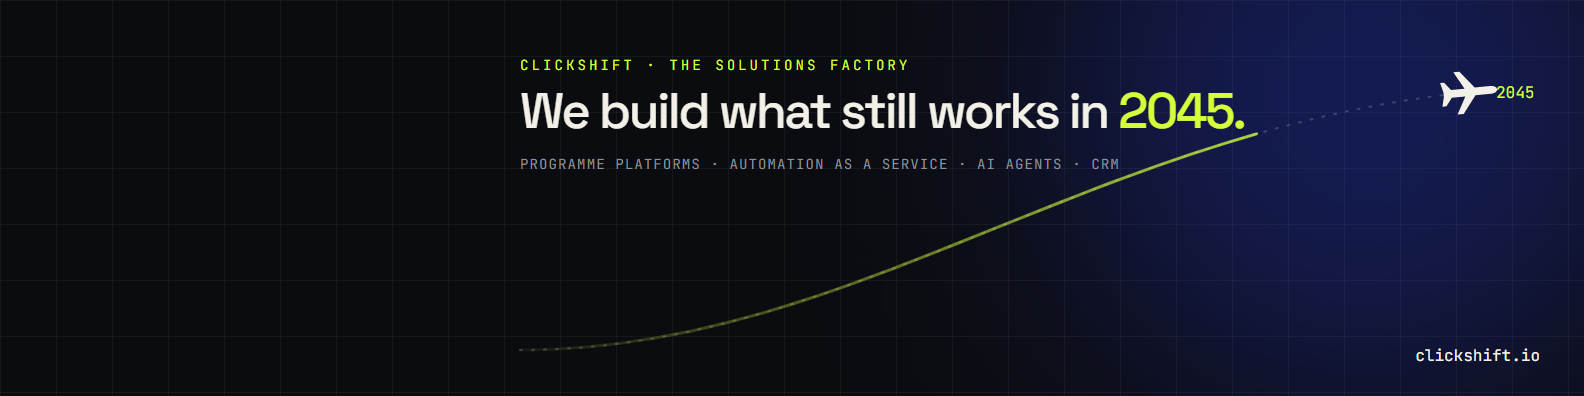 CLICKSHIFT · THE SOLUTIONS FACTORY
We build what still works in 2045.
2045
PROGRAMME PLATFORMS · AUTOMATION AS A SERVICE · AI AGENTS · CRM
clickshift.io